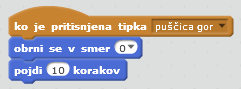 ko je pritisnjena tipka puščica gor
obrni se v smer 0
pojdi 10 korakov